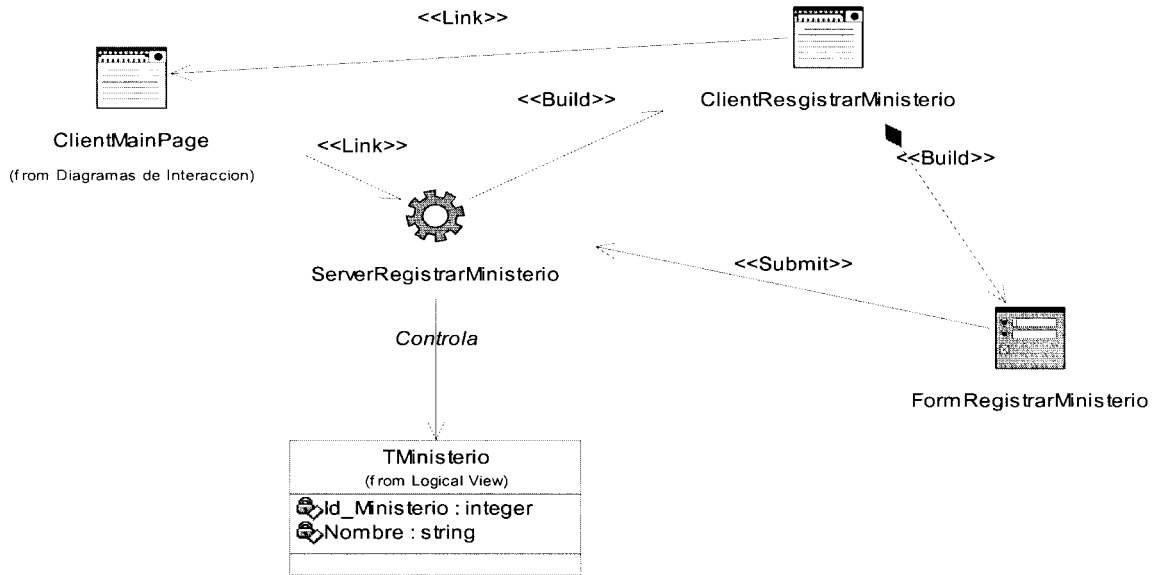 <<Link>>
ClientMainPage
(from Diagramas de Interaccion)
<<Build>>
ClientResgistrarMinisterio
<<Link>>
<<Build>>
ServerRegistrarMinisterio
<<Submit>>
Controla
FormRegistrarMinisterio
TMinisterio
(from Logical View)
Id_Ministerio : integer
Nombre : string